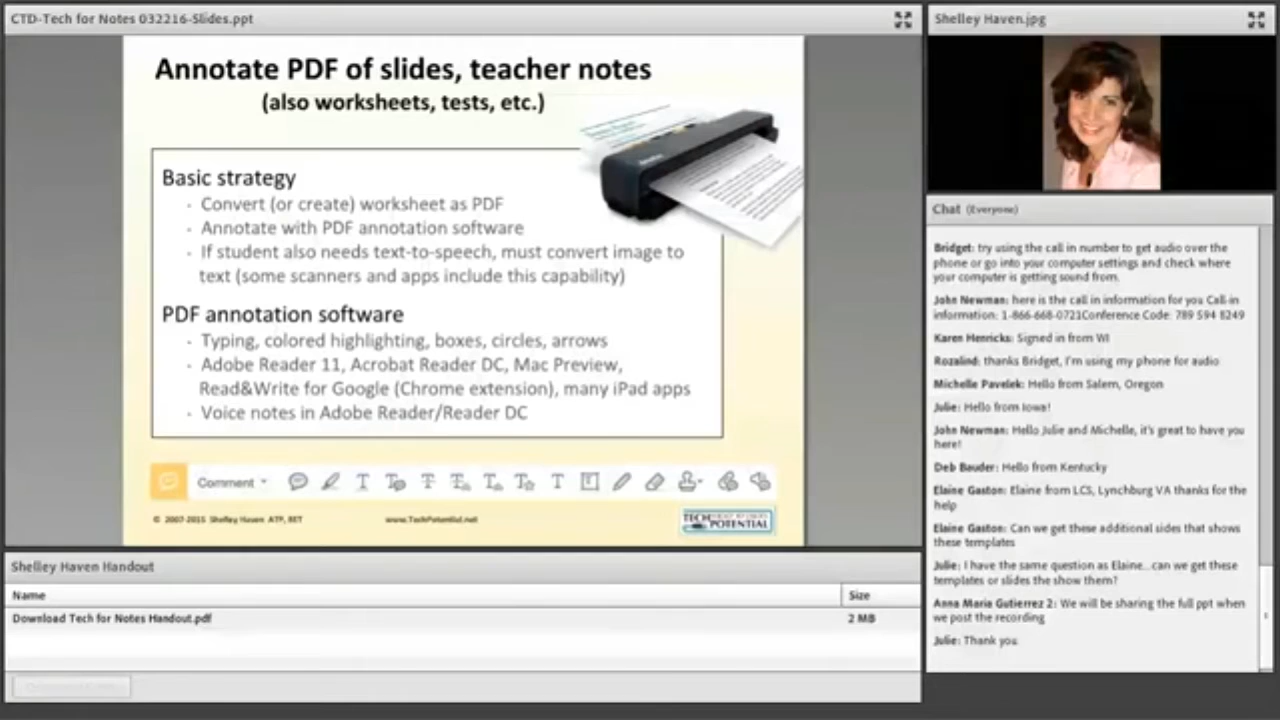 CTD-Tech for Notes 032216-Slides.ppt
Annotate PDF of slides, teacher notes
(also worksheets, tests, etc.)
Basic strategy
· Convert (or create) worksheet as PDF
· Annotate with PDF annotation software
· If student also needs text-to-speech, must convert image to
text (some scanners and apps include this capability)
PDF annotation software
· Typing, colored highlighting, boxes, circles, arrows
· Adobe Reader 11, Acrobat Reader DC, Mac Preview,
Read&Write for Google (Chrome extension), many iPad apps
· Voice notes in Adobe Reader/Reader DC
Comment
© 2007-2015 Shelley Haven ATP, RET
www.TechPotential.net
TECH
POTENTIAL
Shelley Haven Handout
Name
Size
Download Tech for Notes Handout.pdf
2 MB
Shelley Haven.jpg
Chat (Everyone)
Bridget: try using the call in number to get audio over the
phone or go into your computer settings and check where
your computer is getting sound from.
John Newman: here is the call in information for you Call-in
information: 1-866-668-0721Conference Code: 789 594 8249
Karen Henricks: Signed in from WI
Rozalind: thanks Bridget, I'm using my phone for audio
Michelle Pavelek: Hello from Salem, Oregon
Julie: Hello from Iowa!
John Newman: Hello Julie and Michelle, it's great to have you
here!
Deb Bauder: Hello from Kentucky
Elaine Gaston: Elaine from LCS, Lynchburg VA thanks for the
help
Elaine Gaston: Can we get these additional sides that shows
these templates
Julie: I have the same question as Elaine...can we get these
templates or slides the show them?
Anna Maria Gutierrez 2: We will be sharing the full ppt when
we post the recording
Julie: Thank you